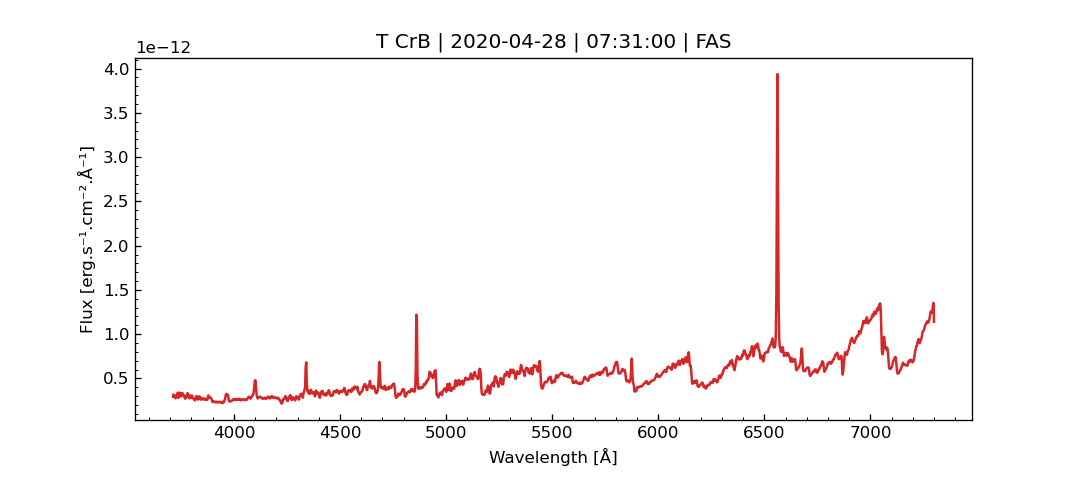 T CrB | 2020-04-28 | 07:31:00 | FAS
1e−12
4.0
3.5
3.0
2.5
2.0
1.5
1.0
0.5
Flux [erg.s⁻¹.cm⁻².Å⁻¹]
4000 4500 5000 5500 6000 6500 7000
Wavelength [Å]